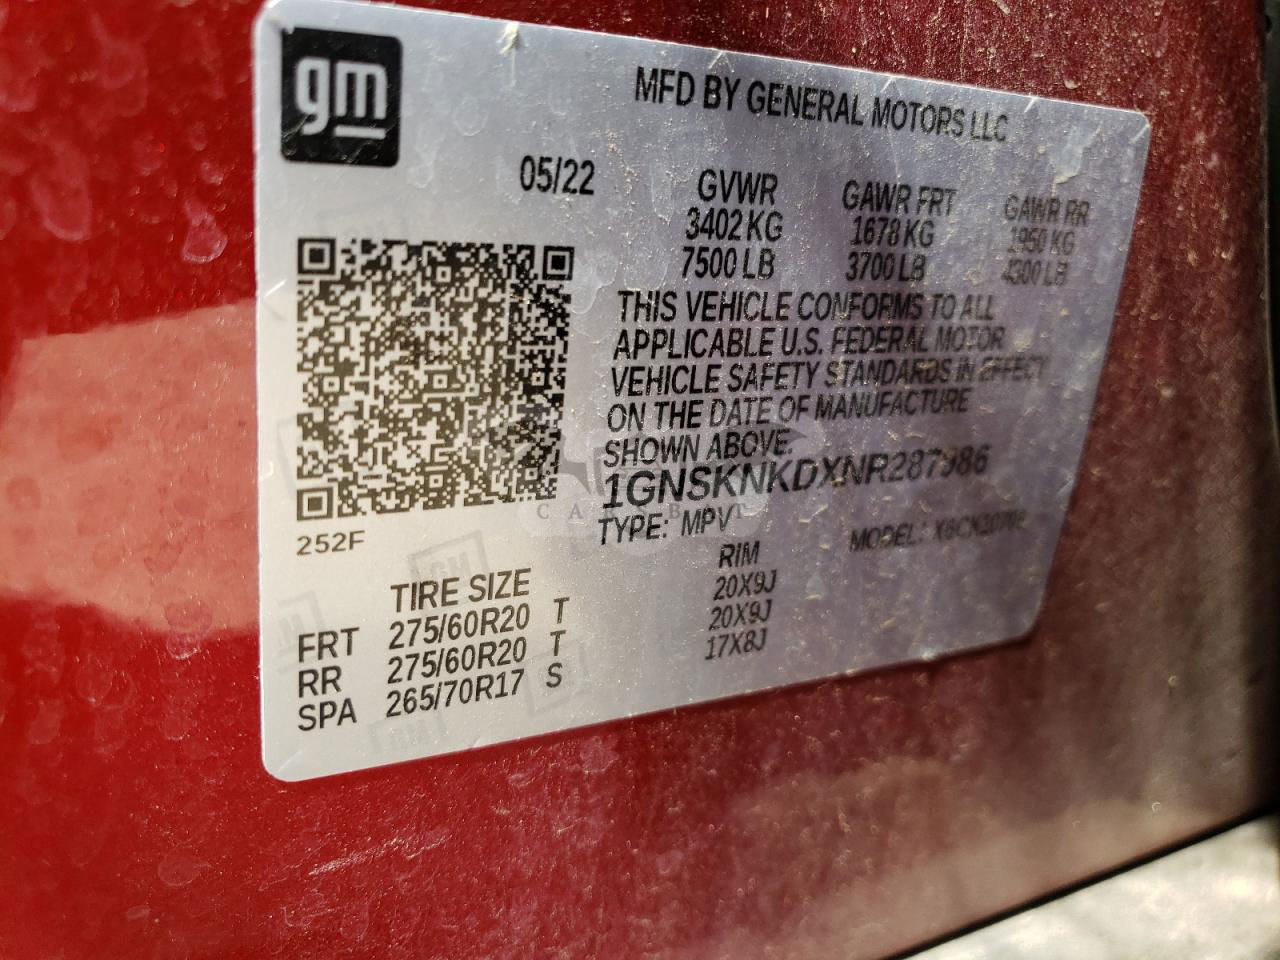 gm
MFD BY GENERAL MOTORS LLC
05/22
GVWR GAWR FRT GAWR RR
3402 KG 1678 KG 1950 KG
7500 LB 3700 LB 4300 LB
THIS VEHICLE CONFORMS TO ALL
APPLICABLE U.S. FEDERAL MOTOR
VEHICLE SAFETY STANDARDS IN EFFECT
ON THE DATE OF MANUFACTURE
SHOWN ABOVE.
1GNSKNKDXNR287986
TYPE: MPV MODEL:
252F
TIRE SIZE RIM
FRT 275/60R20 T 20X9J
RR 275/60R20 T 20X9J
SPA 265/70R17 S 17X8J